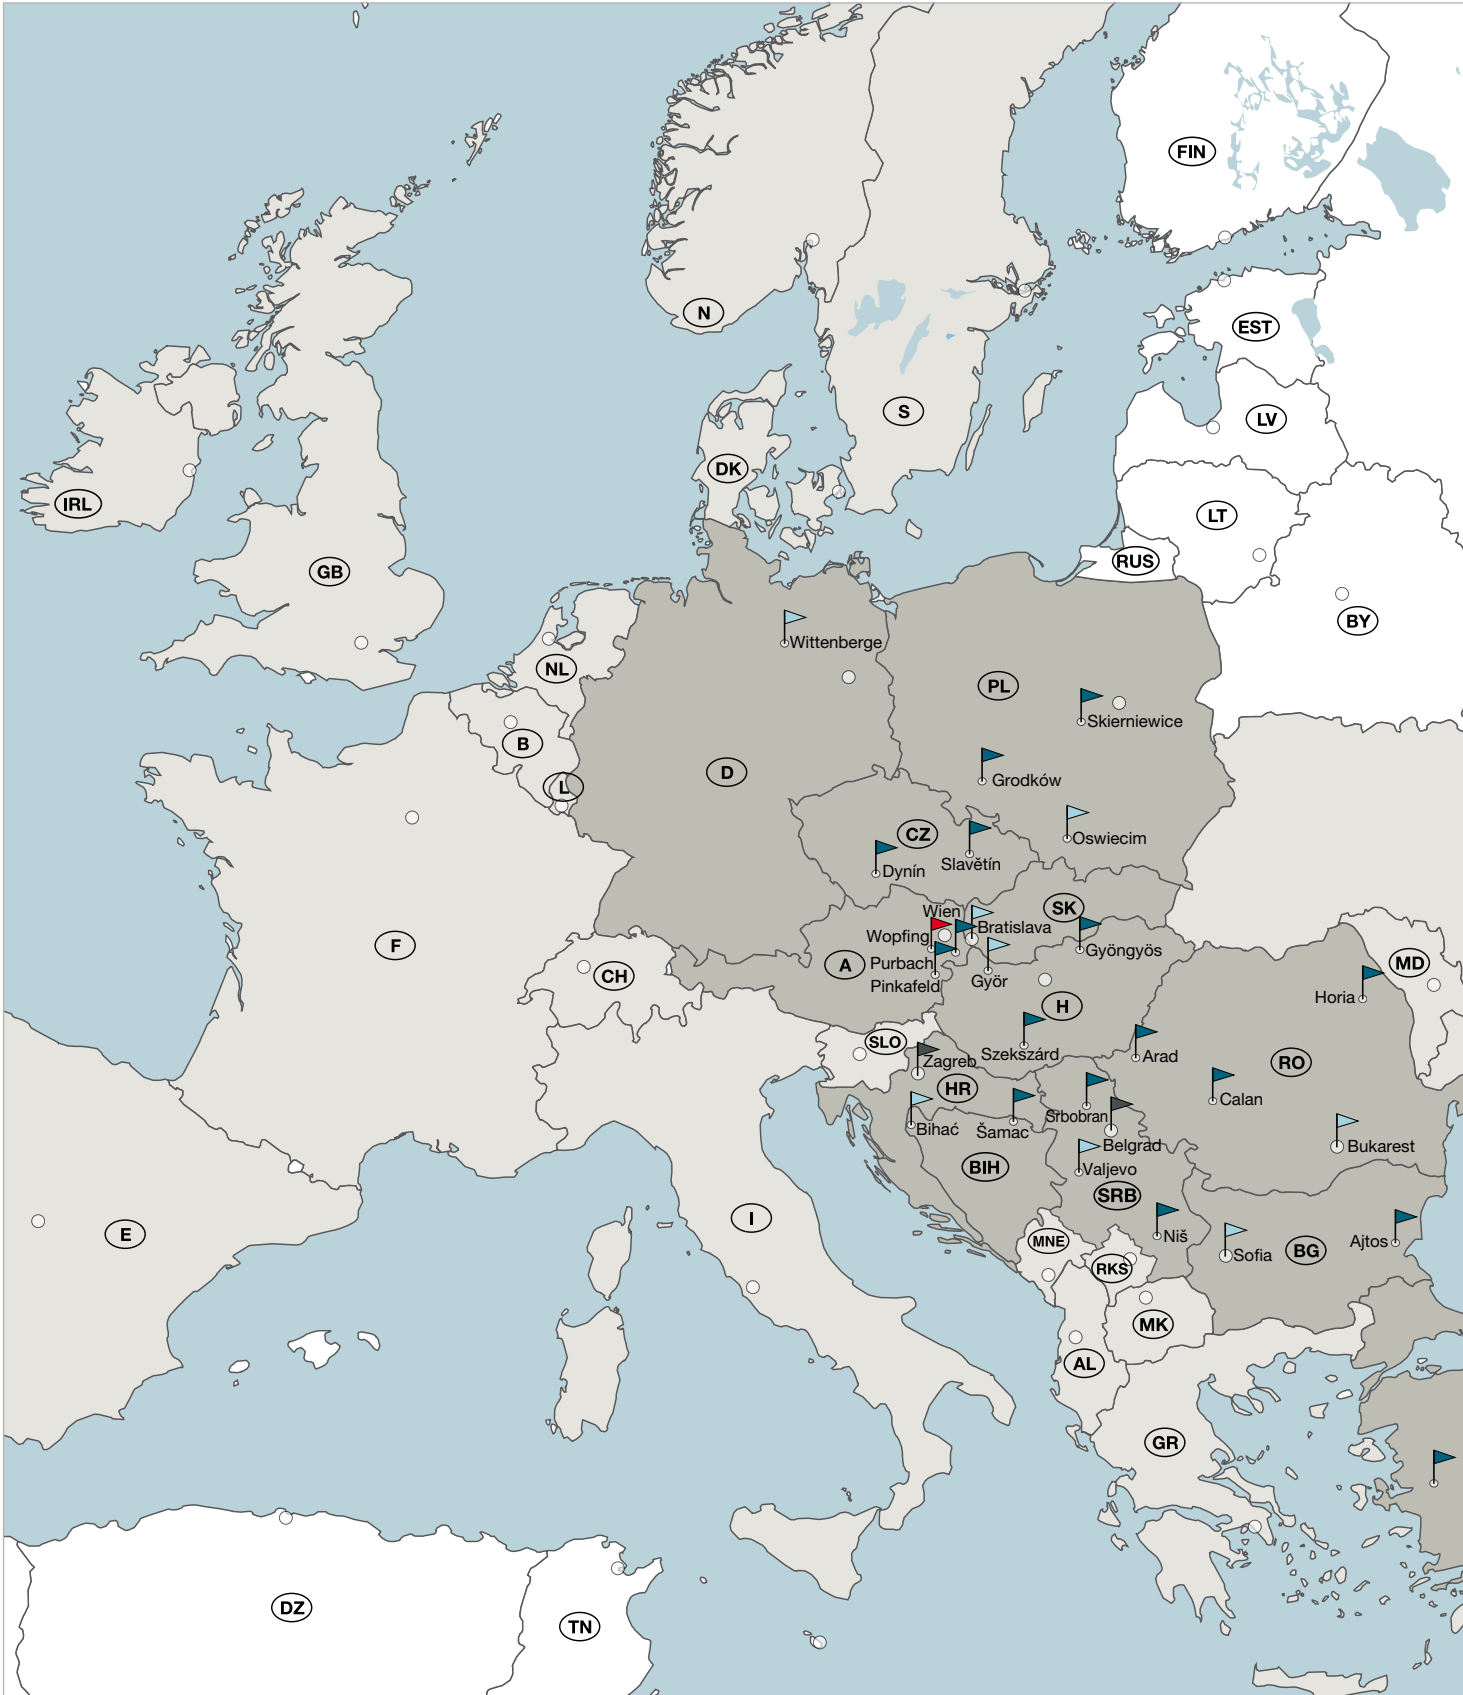 FIN
N
EST
S
LV
DK
IRL
LT
RUS
GB
BY
Wittenberge
NL
PL
Skierniewice
B
D
L
Grodków
CZ
Oswiecim
Slavětín
Dynín
SK
Wien
Bratislava
Wopfing
Gyöngyös
F
A
Purbach
MD
CH
Győr
Pinkafeld
Horia
H
SLO
Szekszárd
Arad
Zagreb
RO
HR
Calan
Srbobran
Bihać
Šamac
Belgrad
Bukarest
BIH
Valjevo
SRB
I
E
Niš
MNE
Ajtos
BG
Sofia
RKS
MK
AL
GR
DZ
TN